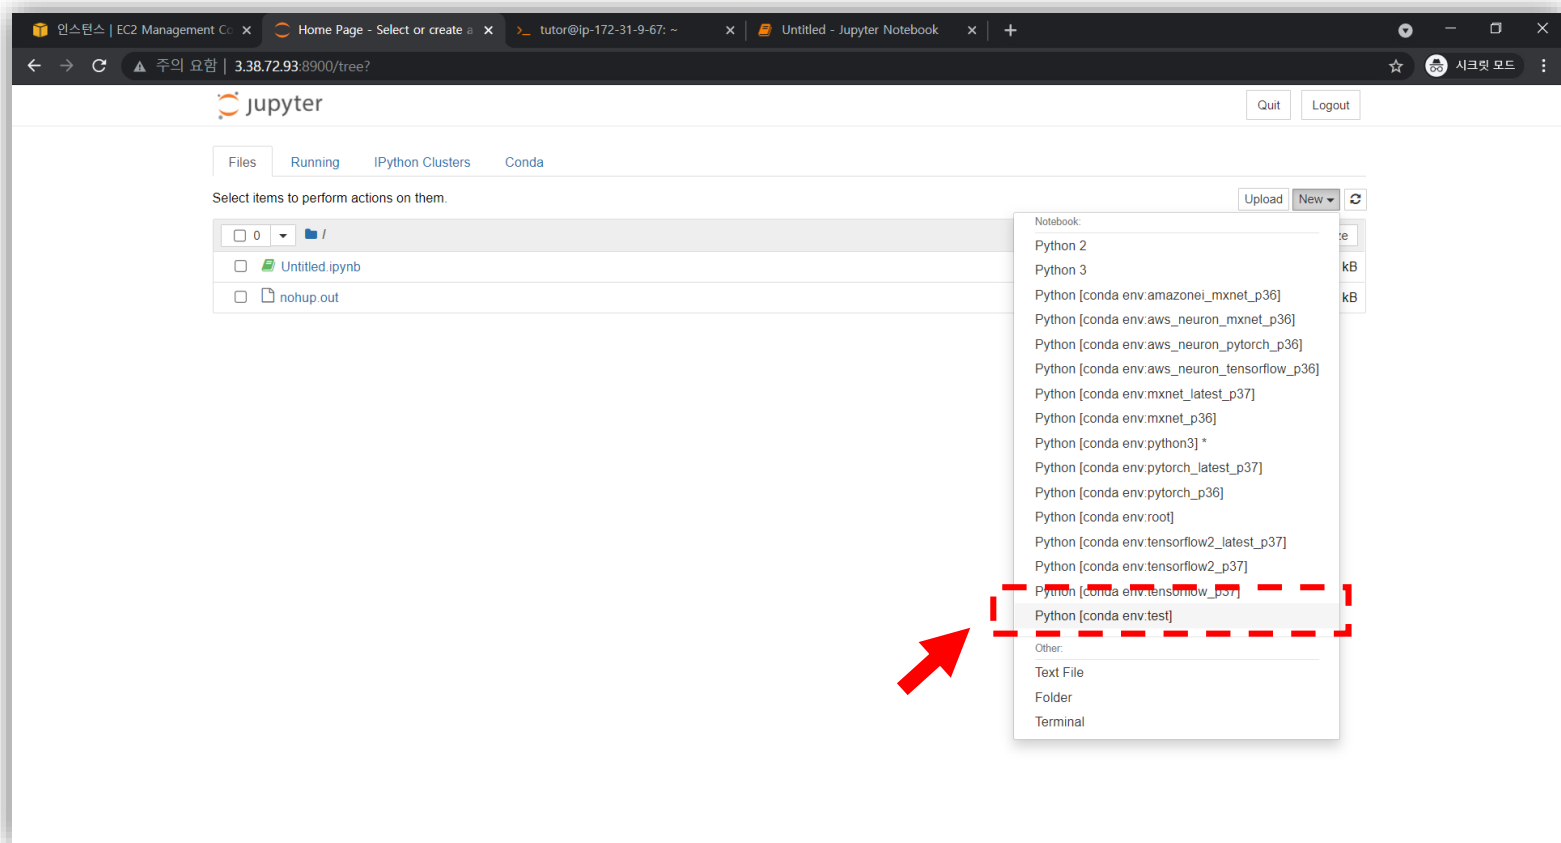 인스턴스 | EC2 Management Co
Home Page - Select or create a
tutor@ip-172-31-9-67: ~
Untitled - Jupyter Notebook
주의 요함 | 3.38.72.93:8900/tree?
시크릿 모드
jupyter
Quit
Logout
Files
Running
IPython Clusters
Conda
Select items to perform actions on them.
Upload
New
0
/
Untitled.ipynb
kB
nohup.out
kB
Notebook:
Python 2
Python 3
Python [conda env:amazonei_mxnet_p36]
Python [conda env:aws_neuron_mxnet_p36]
Python [conda env:aws_neuron_pytorch_p36]
Python [conda env:aws_neuron_tensorflow_p36]
Python [conda env:mxnet_latest_p37]
Python [conda env:mxnet_p36]
Python [conda env:python3] *
Python [conda env:pytorch_latest_p37]
Python [conda env:pytorch_p36]
Python [conda env:root]
Python [conda env:tensorflow2_latest_p37]
Python [conda env:tensorflow2_p37]
Python [conda env:tensorflow_p37]
Python [conda env:test]
Other:
Text File
Folder
Terminal